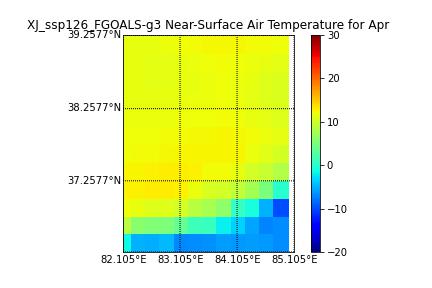 XJ_ssp126_FGOALS-g3 Near-Surface Air Temperature for Apr
39.2577°N
38.2577°N
37.2577°N
82.105°E 83.105°E 84.105°E 85.105°E
30
20
10
0
−10
−20